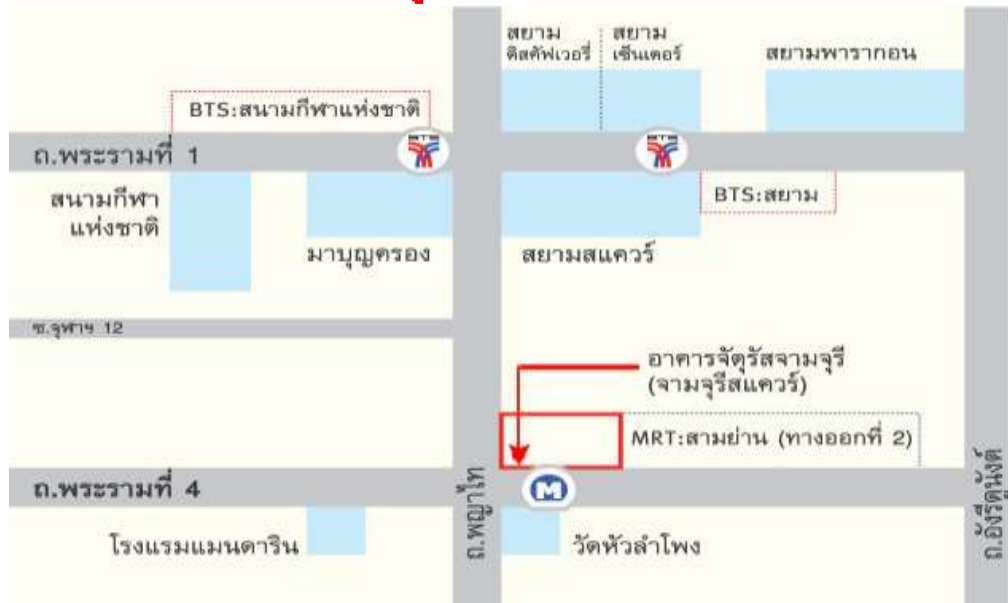 สยาม
ดิสคัฟเวอรี่
สยาม
เซ็นเตอร์
สยามพารากอน
BTS:สนามกีฬาแห่งชาติ
ถ.พระรามที่ 1
สนามกีฬา
แห่งชาติ
มาบุญครอง
สยามสแควร์
BTS:สยาม
ซ.จุฬาฯ 12
อาคารจัตุรัสจามจุรี
(จามจุรีสแควร์)
MRT:สามย่าน (ทางออกที่ 2)
ถ.พระรามที่ 4
M
ถ.พญาไท
ถ.อังรีดูนังต์
โรงแรมแมนดาริน
วัดหัวลำโพง